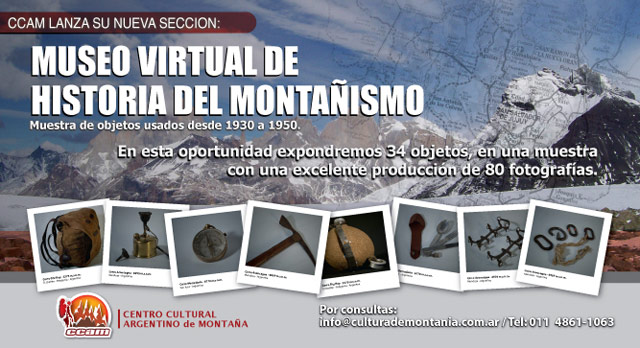 CCAM LANZA SU NUEVA SECCION:
MUSEO VIRTUAL DE
HISTORIA DEL MONTAÑISMO
Muestra de objetos usados desde 1930 a 1950.
En esta oportunidad expondremos 34 objetos, en una muestra
con una excelente producción de 80 fotografías.
ccam
CENTRO CULTURAL
ARGENTINO de MONTAÑA
Por consultas:
info@culturademontania.com.ar / Tel: 011 4861-1063